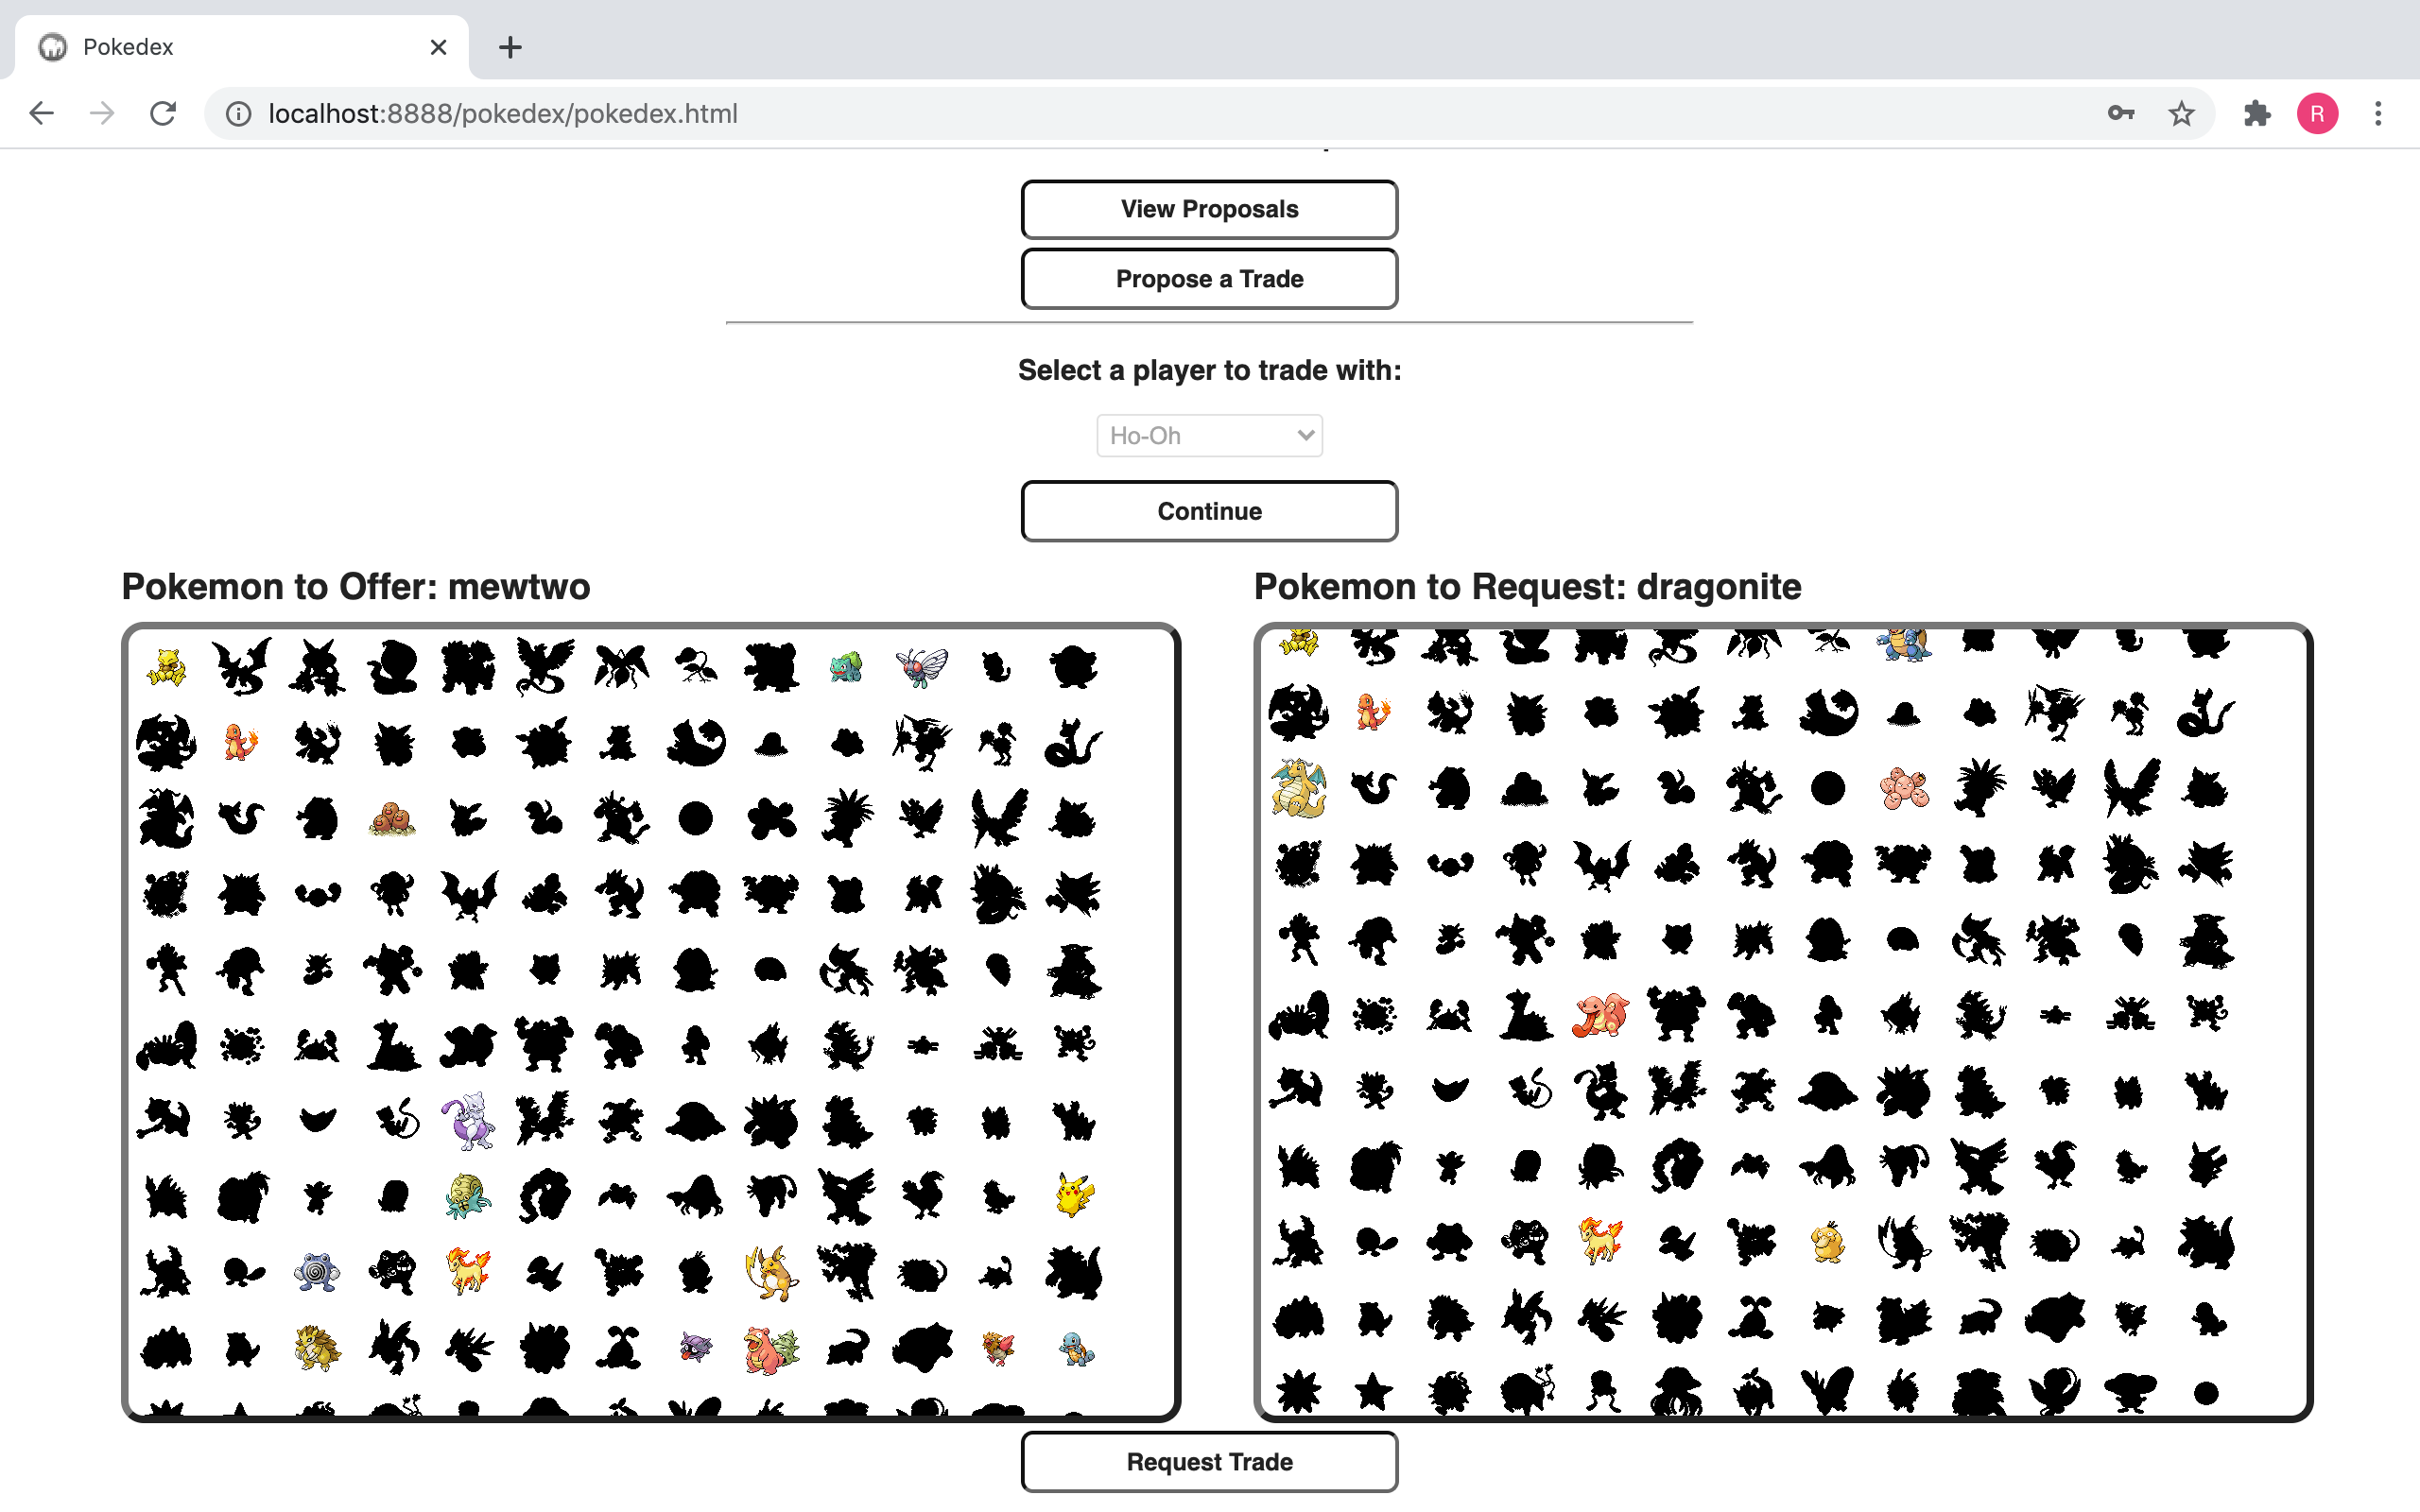 Pokedex
localhost:8888/pokedex/pokedex.html
R
View Proposals
Propose a Trade
Select a player to trade with:
Ho-Oh
Continue
Pokemon to Offer: mewtwo
Pokemon to Request: dragonite
Request Trade